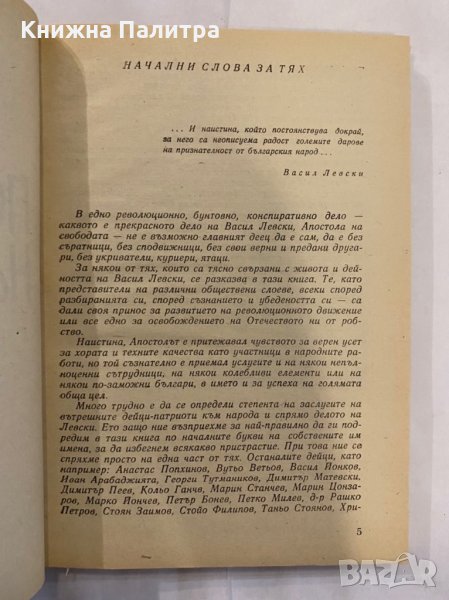 Книжна Палитра
НАЧАЛНИ СЛОВА ЗА ТЯХ
... И наистина, който постоянствува докрай,
за него са неописуема радост големите дарове
на признателност от българския народ...
Васил Левски
В едно революционно, бунтовно, конспиративно дело —
каквото е прекрасното дело на Васил Левски, Апостола на
свободата — не е възможно главният деец да е сам, да е без
съратници, без сподвижници, без свои верни и предани друга-
ри, без укриватели, куриери, ятаци.
За някои от тях, които са тясно свързани с живота и дей-
ността на Васил Левски, се разказва в тази книга. Те, като
представители на различни обществени слоеве, всеки според
разбиранията си, според съзнанието и убедеността си — са
дали своя принос за развитието на революционното движение
или все едно за освобождението на Отечеството ни от роб-
ство.
Наистина, Апостолът е притежавал чувството за верен усет
за хората и техните качества като участници в народните
работи, но той съзнателно е приемал услугите и на някои непъл-
ноценни сътрудници, на някои колебливи елементи или на
някои по-заможни българи, в името и за успеха на голямата
обща цел.
Много трудно е да се определи степента на заслугите на
вътрешните дейци-патриоти към народа и спрямо делото на
Левски. Ето защо ние възприехме за най-правилно да ги под-
редим в тази книга по началните букви на собствените им
имена, за да избегнем всякакво пристрастие. При това ние се
спряхме просто на една част от тях. Останалите дейци, като
например: Анастас Попхинов, Вутьо Ветьов, Васил Йонков,
Иван Арабаджията, Георги Тутмаников, Димитър Матевски,
Димитър Пеев, Кольо Ганчв, Марин Станчев, Марин Цонза-
ров, Марко Йончев, Петър Бонев, Петко Милев, д-р Рашко
Петров, Стоян Заимов, Стойо Филипов, Таньо Стоянов, Хри-
5
bazar.bg